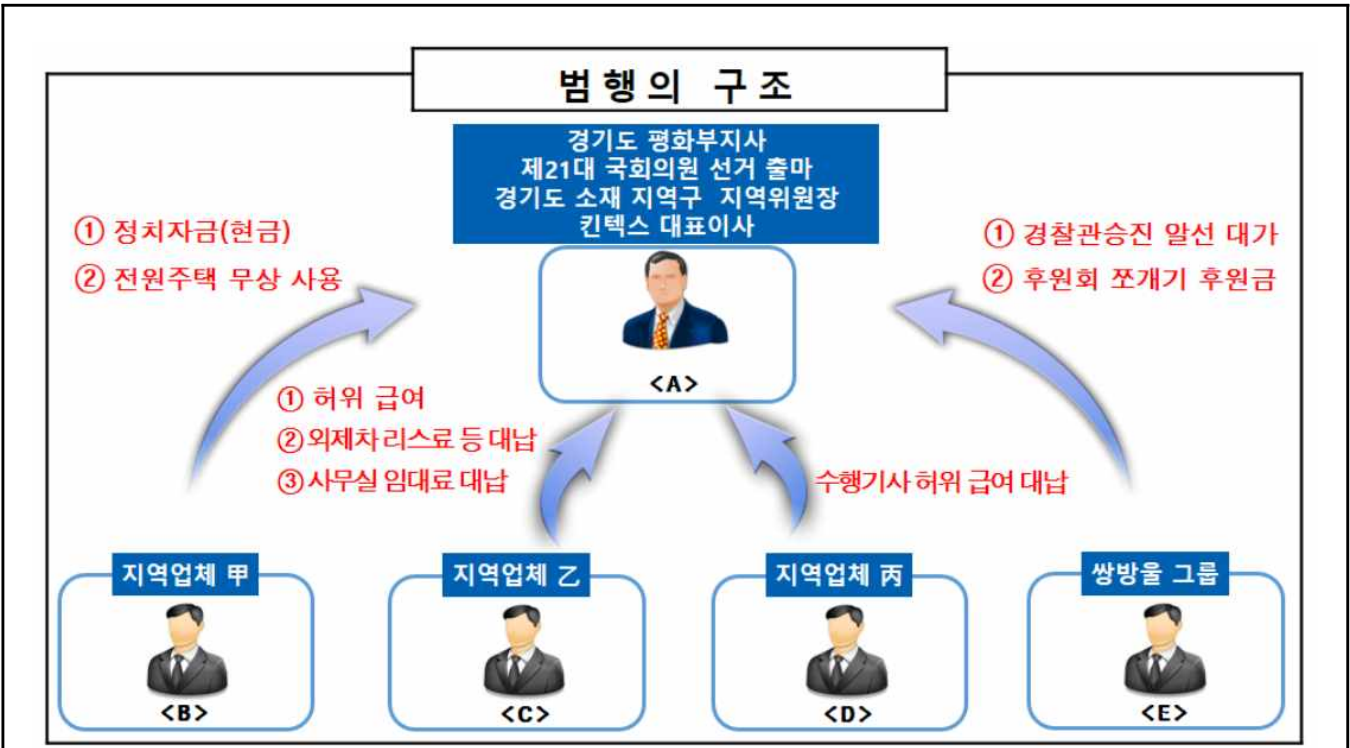 범행의 구조
경기도 평화부지사
제21대 국회의원 선거 출마
경기도 소재 지역구 지역위원장
킨텍스 대표이사
<A>
① 정치자금(현금)
② 전원주택 무상 사용
① 경찰관승진 알선 대가
② 후원회 쪼개기 후원금
① 허위 급여
② 외제차 리스료 등 대납
③ 사무실 임대료 대납
수행기사 허위 급여 대납
지역업체 甲
<B>
지역업체 乙
<C>
지역업체 丙
<D>
쌍방울 그룹
<E>